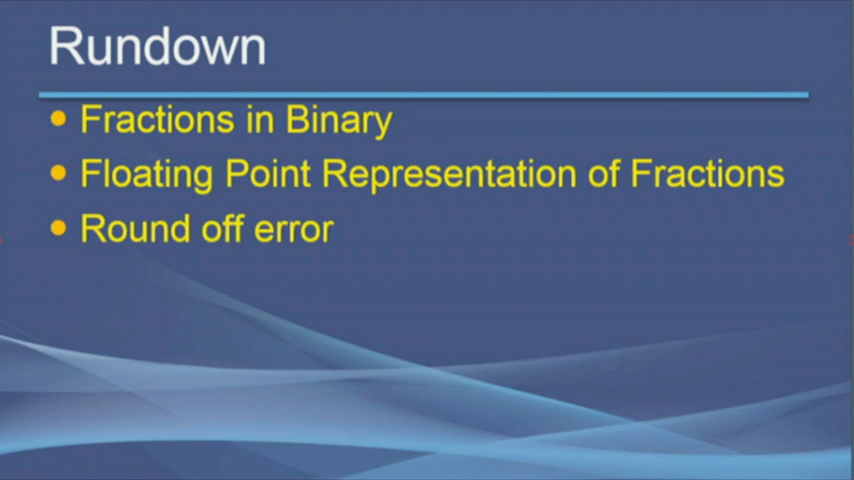 Rundown
Fractions in Binary
Floating Point Representation of Fractions
Round off error